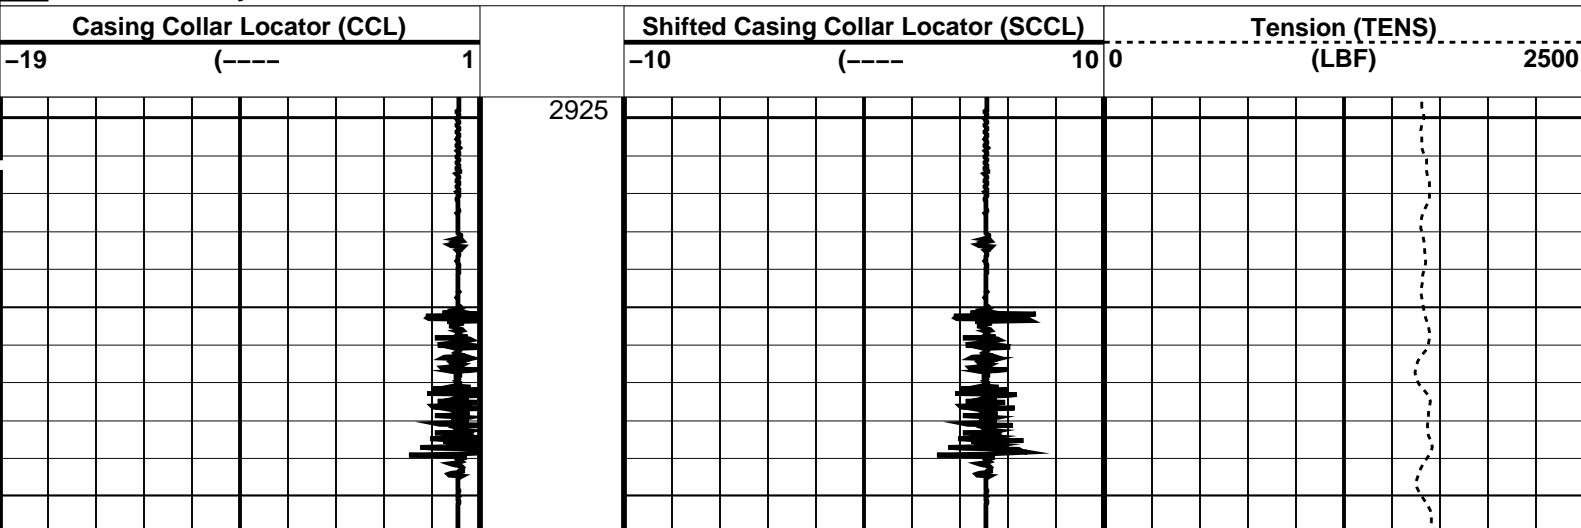 Casing Collar Locator (CCL) Shifted Casing Collar Locator (SCCL) Tension (TENS)
−19 (−−−− 1 −10 (−−−− 10 0 (LBF) 2500
2925